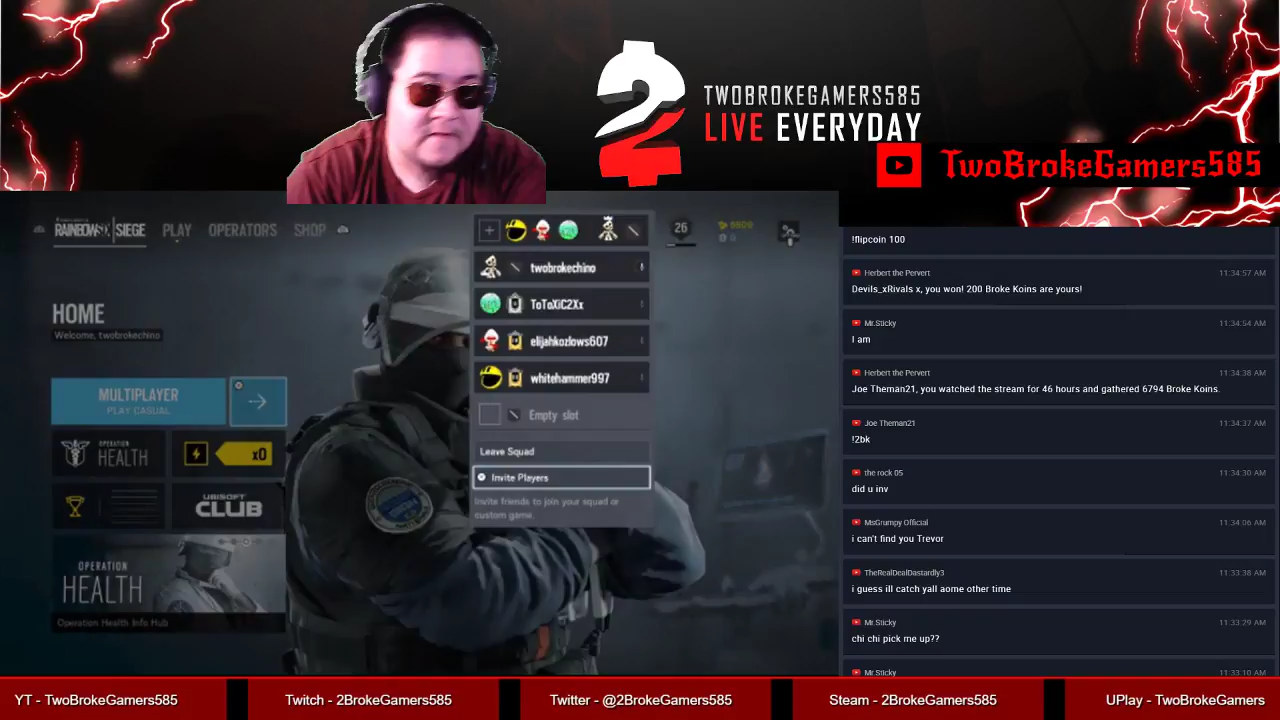 TWOBROKEGAMERS585
LIVE EVERYDAY
TwoBrokeGamers585
RAINBOW SIX | SIEGE
PLAY
OPERATORS
SHOP
26
HOME
Welcome, twobrokechino
MULTIPLAYER
PLAY CASUAL
OPERATION
HEALTH
x0
UBISOFT
CLUB
OPERATION
HEALTH
Operation Health Info Hub
twobrokechino
ToToXiC2Xx
elijahkozlows607
whitehammer997
Empty slot
Leave Squad
Invite Players
Invite friends to join your squad or
custom game.
!flipcoin 100
Herbert the Pervert 11:34:57 AM
Devils_xRivals x, you won! 200 Broke Koins are yours!
Mr.Sticky 11:34:54 AM
I am
Herbert the Pervert 11:34:38 AM
Joe Theman21, you watched the stream for 46 hours and gathered 6794 Broke Koins.
Joe Theman21 11:34:37 AM
!2bk
the rock 05 11:34:30 AM
did u inv
MsGrumpy Official 11:34:06 AM
i can't find you Trevor
TheRealDealDastardly3 11:33:38 AM
i guess ill catch yall aome other time
Mr.Sticky 11:33:29 AM
chi chi pick me up??
Mr.Sticky 11:33:10 AM
YT - TwoBrokeGamers585
Twitch - 2BrokeGamers585
Twitter - @2BrokeGamers585
Steam - 2BrokeGamers585
UPlay - TwoBrokeGamers